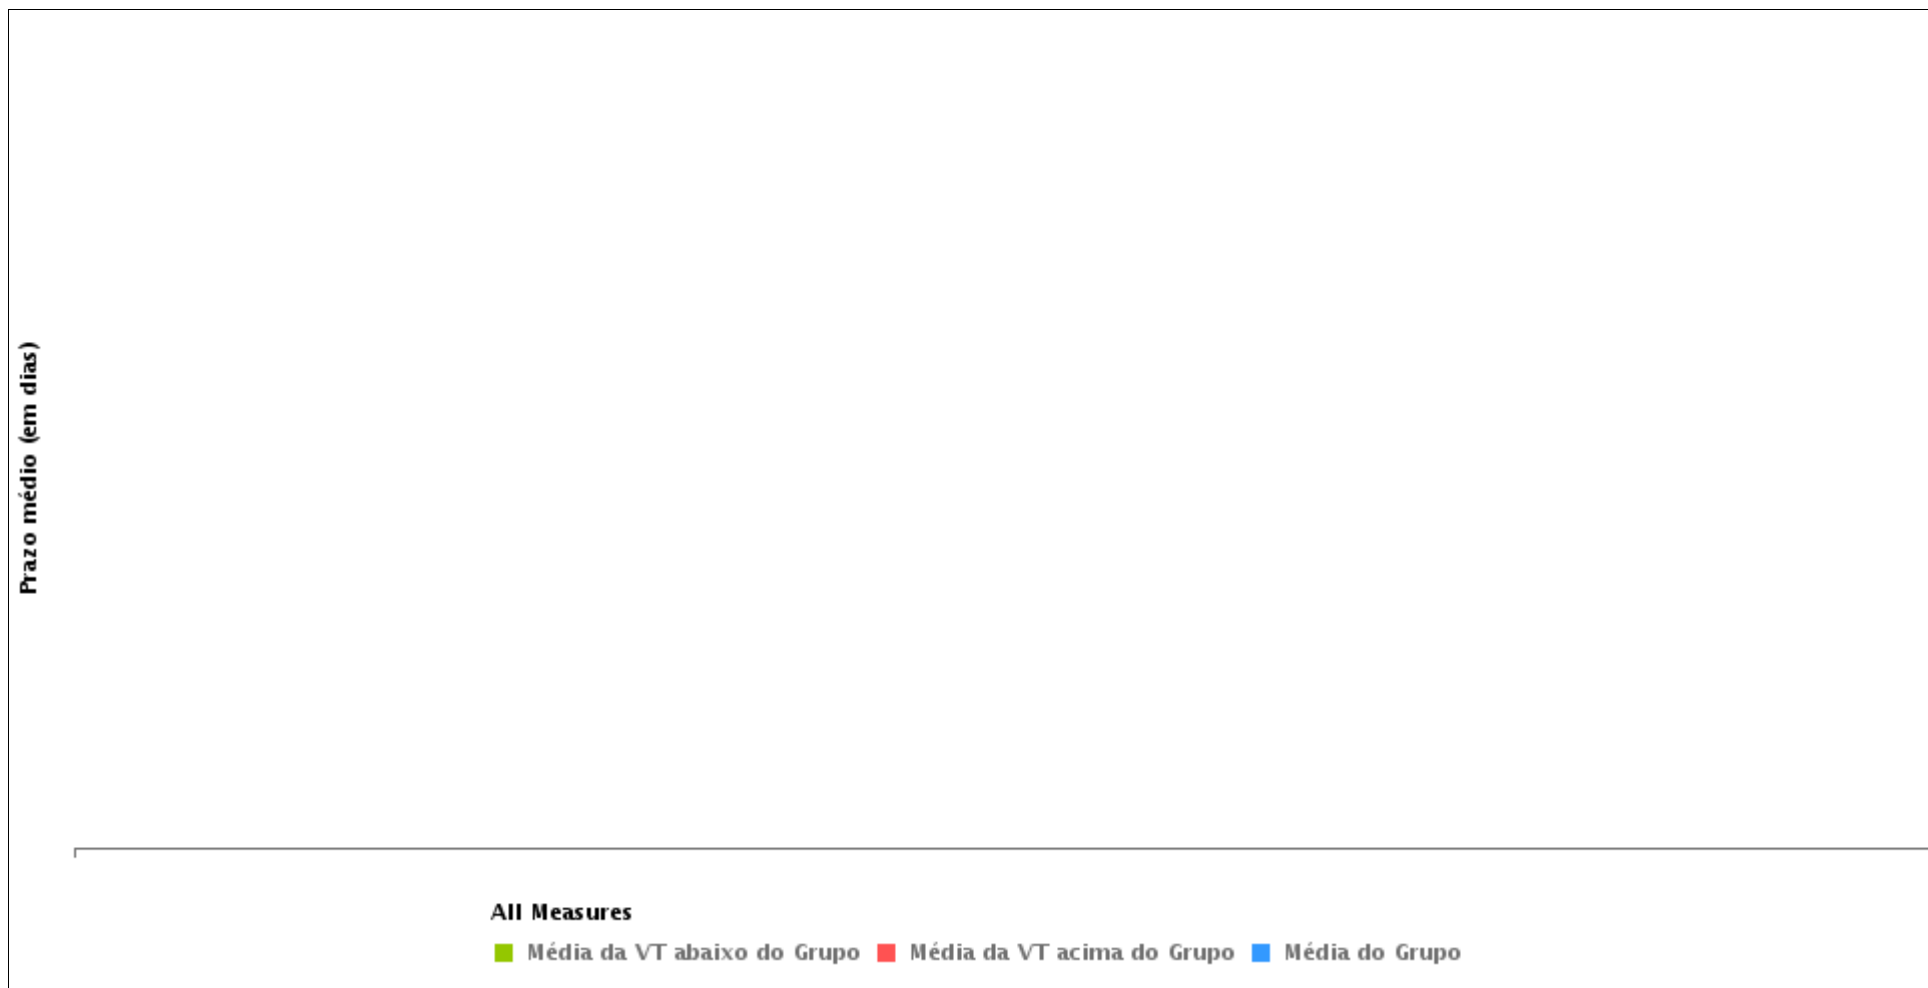 Prazo médio (em dias)
All Measures
Média da VT abaixo do Grupo Média da VT acima do Grupo Média do Grupo